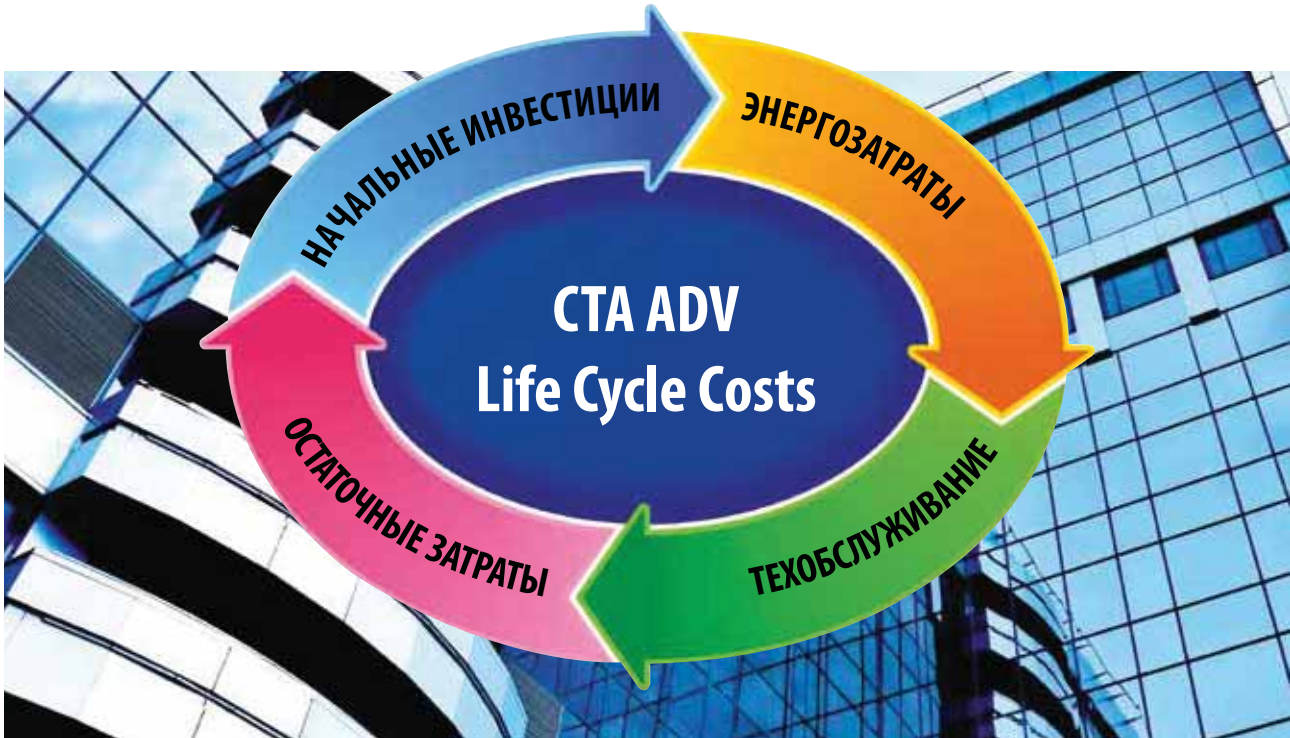 НАЧАЛЬНЫЕ ИНВЕСТИЦИИ
ЭНЕРГОЗАТРАТЫ
CTA ADV
Life Cycle Costs
ОСТАТОЧНЫЕ ЗАТРАТЫ
ТЕХОБСЛУЖИВАНИЕ